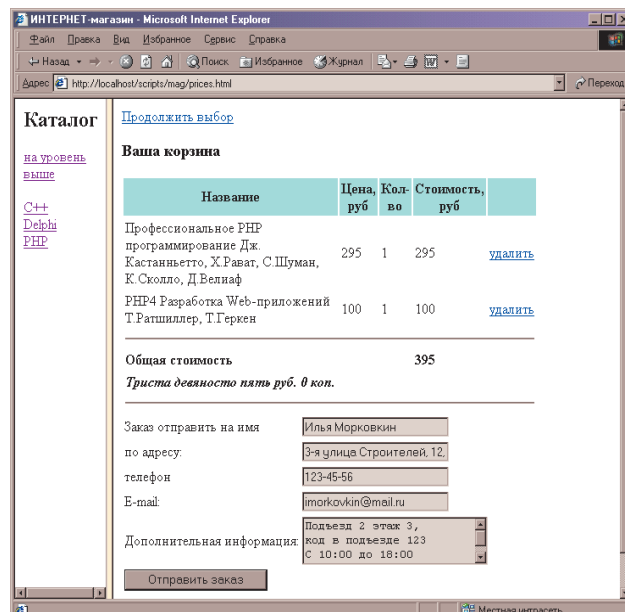 ИНТЕРНЕТ-магазин - Microsoft Internet Explorer
Файл Правка Вид Избранное Сервис Справка
Назад Поиск Избранное Журнал
Адрес http://localhost/scripts/mag/prices.html Переход
Каталог
на уровень
выше
C++
Delphi
PHP
Продолжить выбор
Ваша корзина
Название Цена, Кол- Стоимость,
руб во руб
Профессиональное PHP
программирование Дж.
Кастанньетто, Х.Рават, С.Шуман,
К.Сколло, Д.Велиаф
295 1 295 удалить
PHP4 Разработка Web-приложений
Т.Ратшиллер, Т.Геркен
100 1 100 удалить
Общая стоимость 395
Триста девяносто пять руб. 0 коп.
Заказ отправить на имя Илья Морковкин
по адресу: 3-я улица Строителей, 12,
телефон 123-45-56
E-mail: imorkovkin@mail.ru
Дополнительная информация:
Подъезд 2 этаж 3,
код в подъезде 123
С 10:00 до 18:00
Отправить заказ
Местная интрасеть